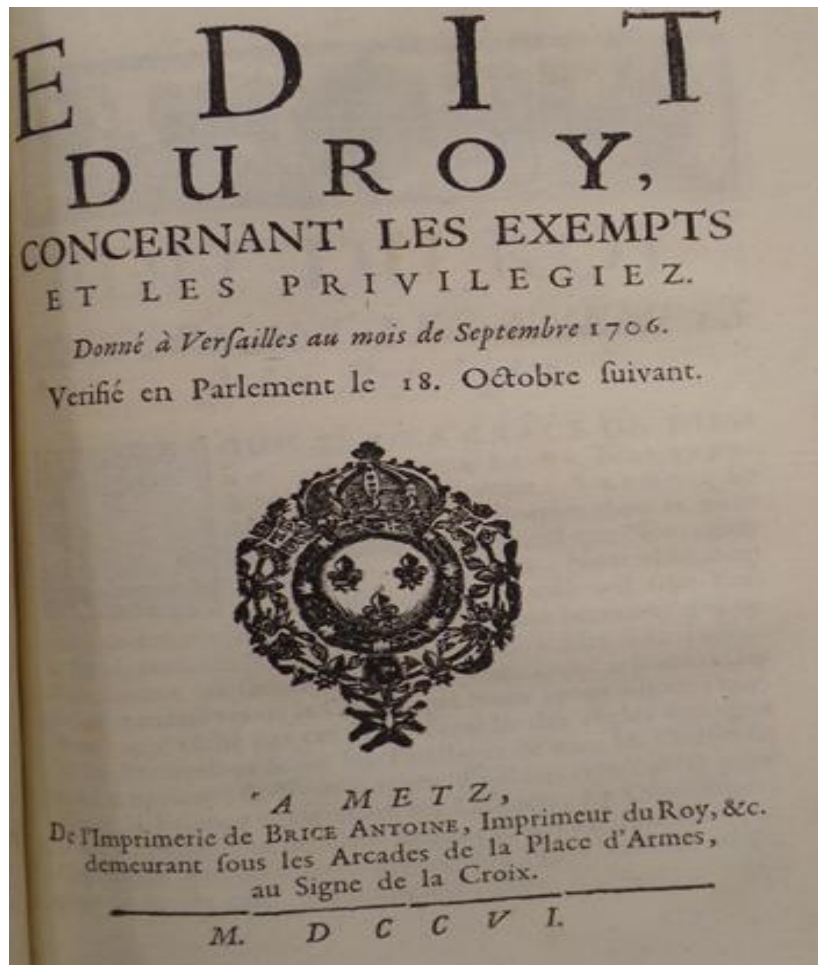 EDIT
DU ROY,
CONCERNANT LES EXEMPTS
ET LES PRIVILEGIEZ.
Donné à Verſailles au mois de Septembre 1706.
Verifié en Parlement le 18. Octobre ſuivant.
A METZ,
De l'Imprimerie de BRICE ANTOINE, Imprimeur du Roy, &c.
demeurant ſous les Arcades de la Place d'Armes,
au Signe de la Croix.
M. D C C V I.